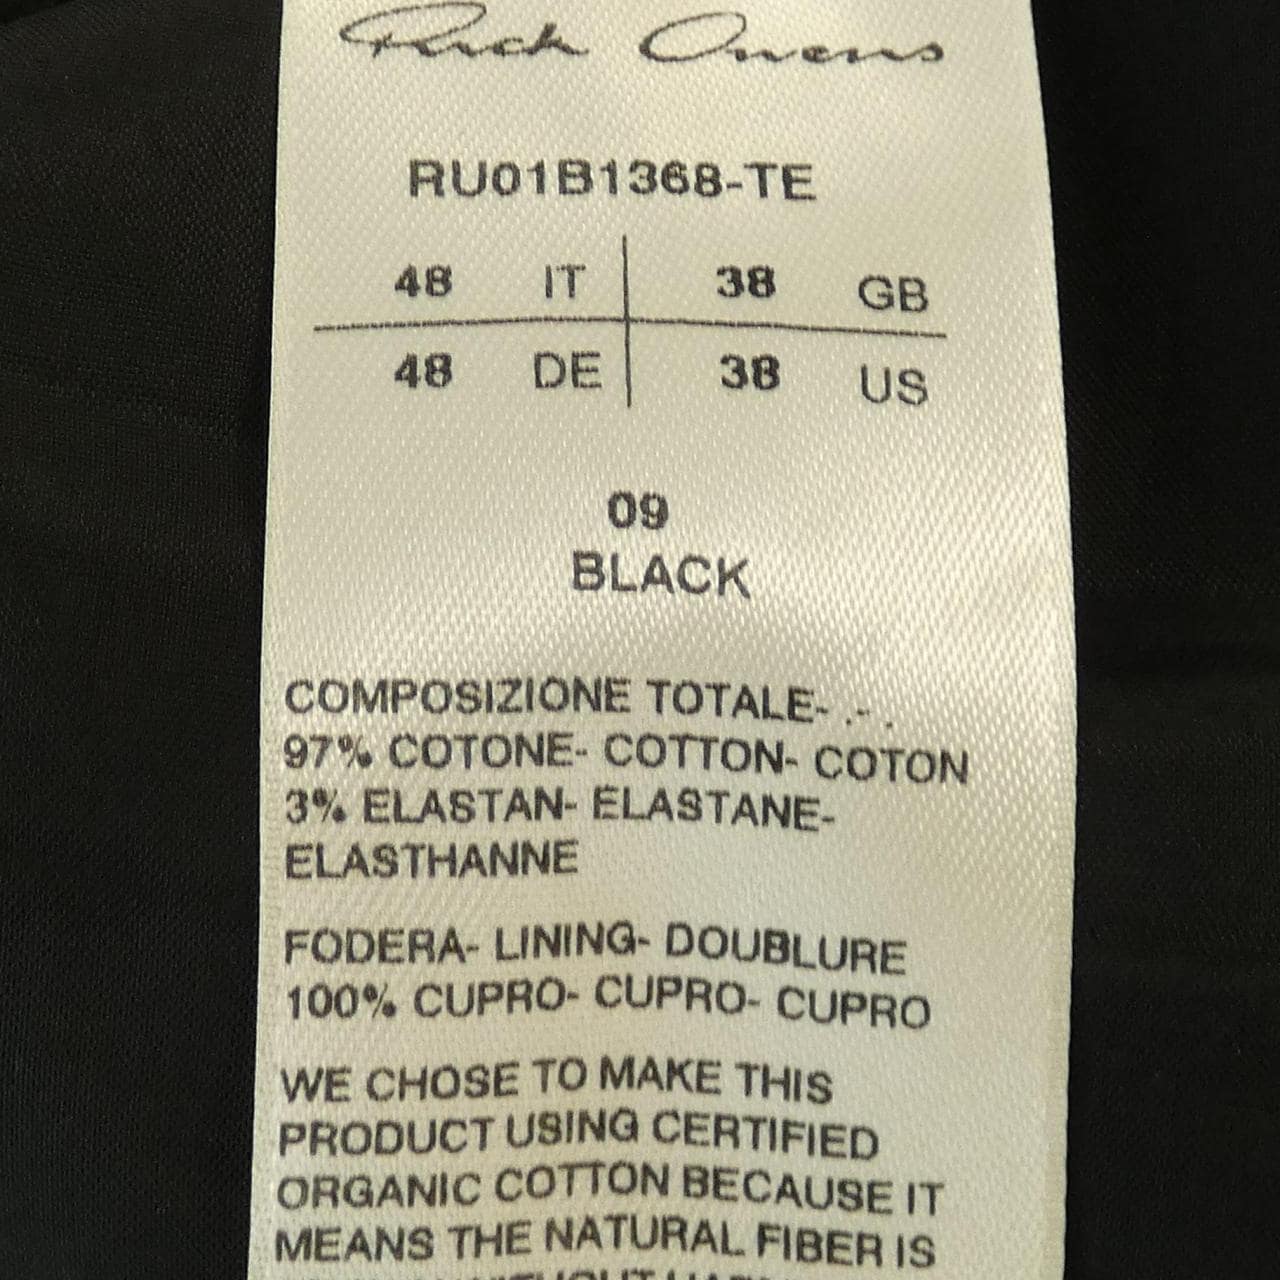 Rick Owens
RU01B1368-TE
48 IT 38 GB
48 DE 38 US
09
BLACK
COMPOSIZIONE TOTALE- .- .
97% COTONE- COTTON- COTON
3% ELASTAN- ELASTANE-
ELASTHANNE
FODERA- LINING- DOUBLURE
100% CUPRO- CUPRO- CUPRO
WE CHOSE TO MAKE THIS
PRODUCT USING CERTIFIED
ORGANIC COTTON BECAUSE IT
MEANS THE NATURAL FIBER IS